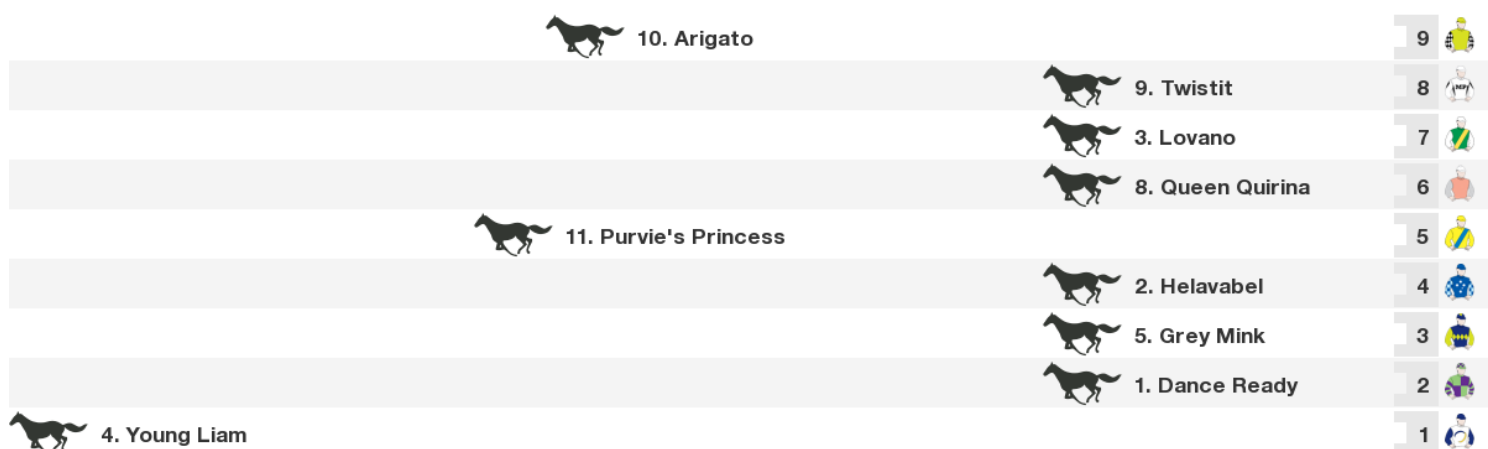 10. Arigato 9
9. Twistit 8
3. Lovano 7
8. Queen Quirina 6
11. Purvie's Princess 5
2. Helavabel 4
5. Grey Mink 3
1. Dance Ready 2
4. Young Liam 1